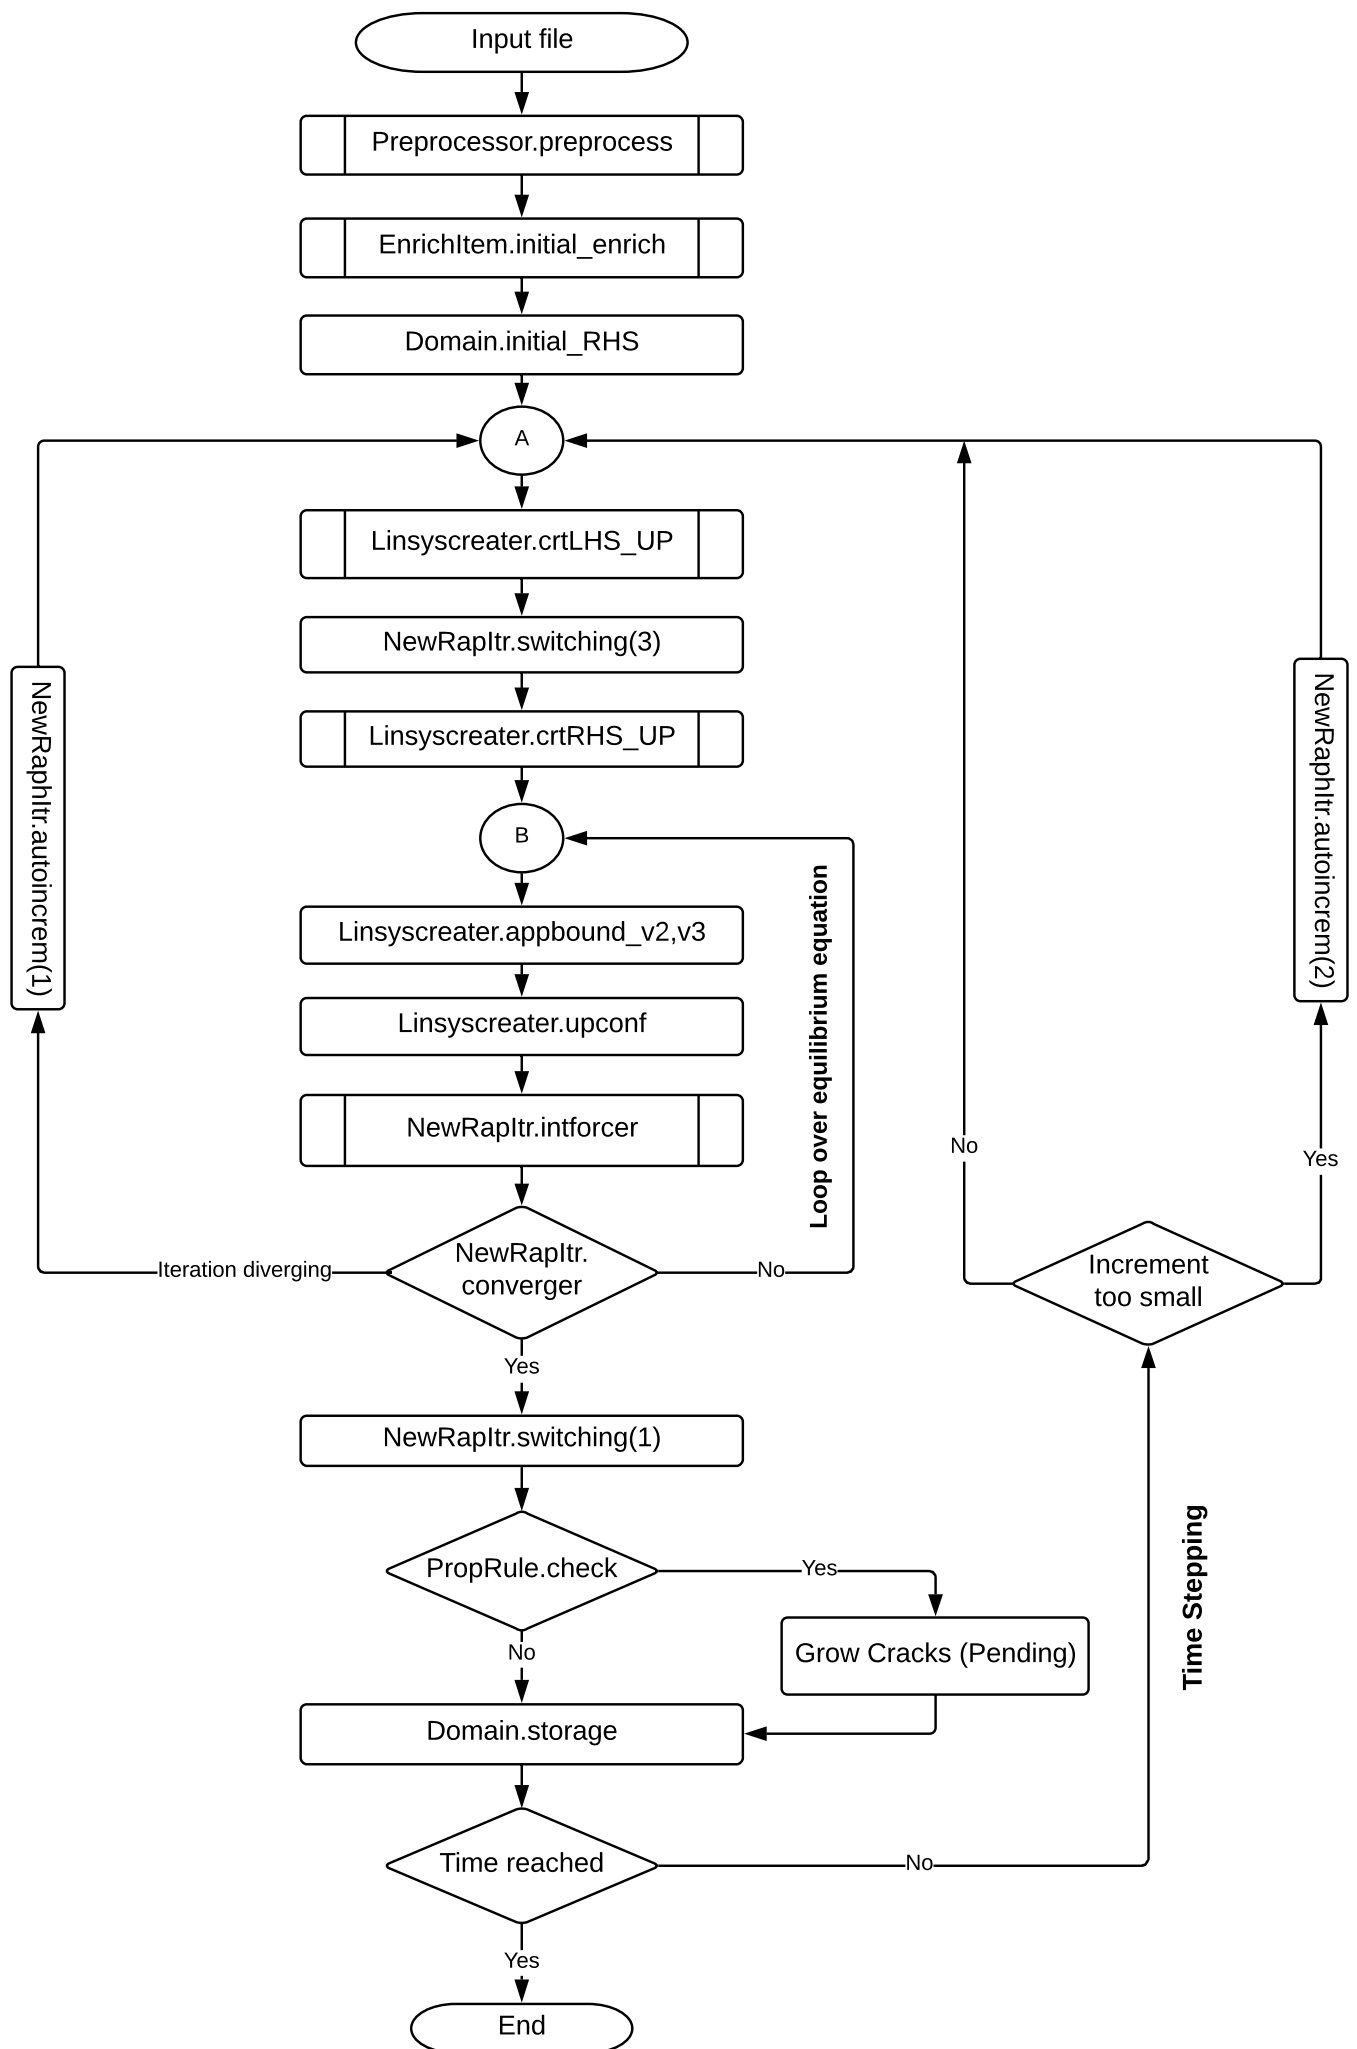 Input file
Preprocessor.preprocess
EnrichItem.initial_enrich
Domain.initial_RHS
A
Linsyscreater.crtLHS_UP
NewRapItr.switching(3)
Linsyscreater.crtRHS_UP
NewRaphItr.autoincrem(1)
NewRaphItr.autoincrem(2)
B
Linsyscreater.appbound_v2,v3
Linsyscreater.upconf
Loop over equilibrium equation
NewRapItr.intforcer
No
Yes
NewRapItr.
converger
Iteration diverging
No
Increment
too small
Yes
NewRapItr.switching(1)
PropRule.check
Yes
Time Stepping
No
Grow Cracks (Pending)
Domain.storage
Time reached
No
Yes
End